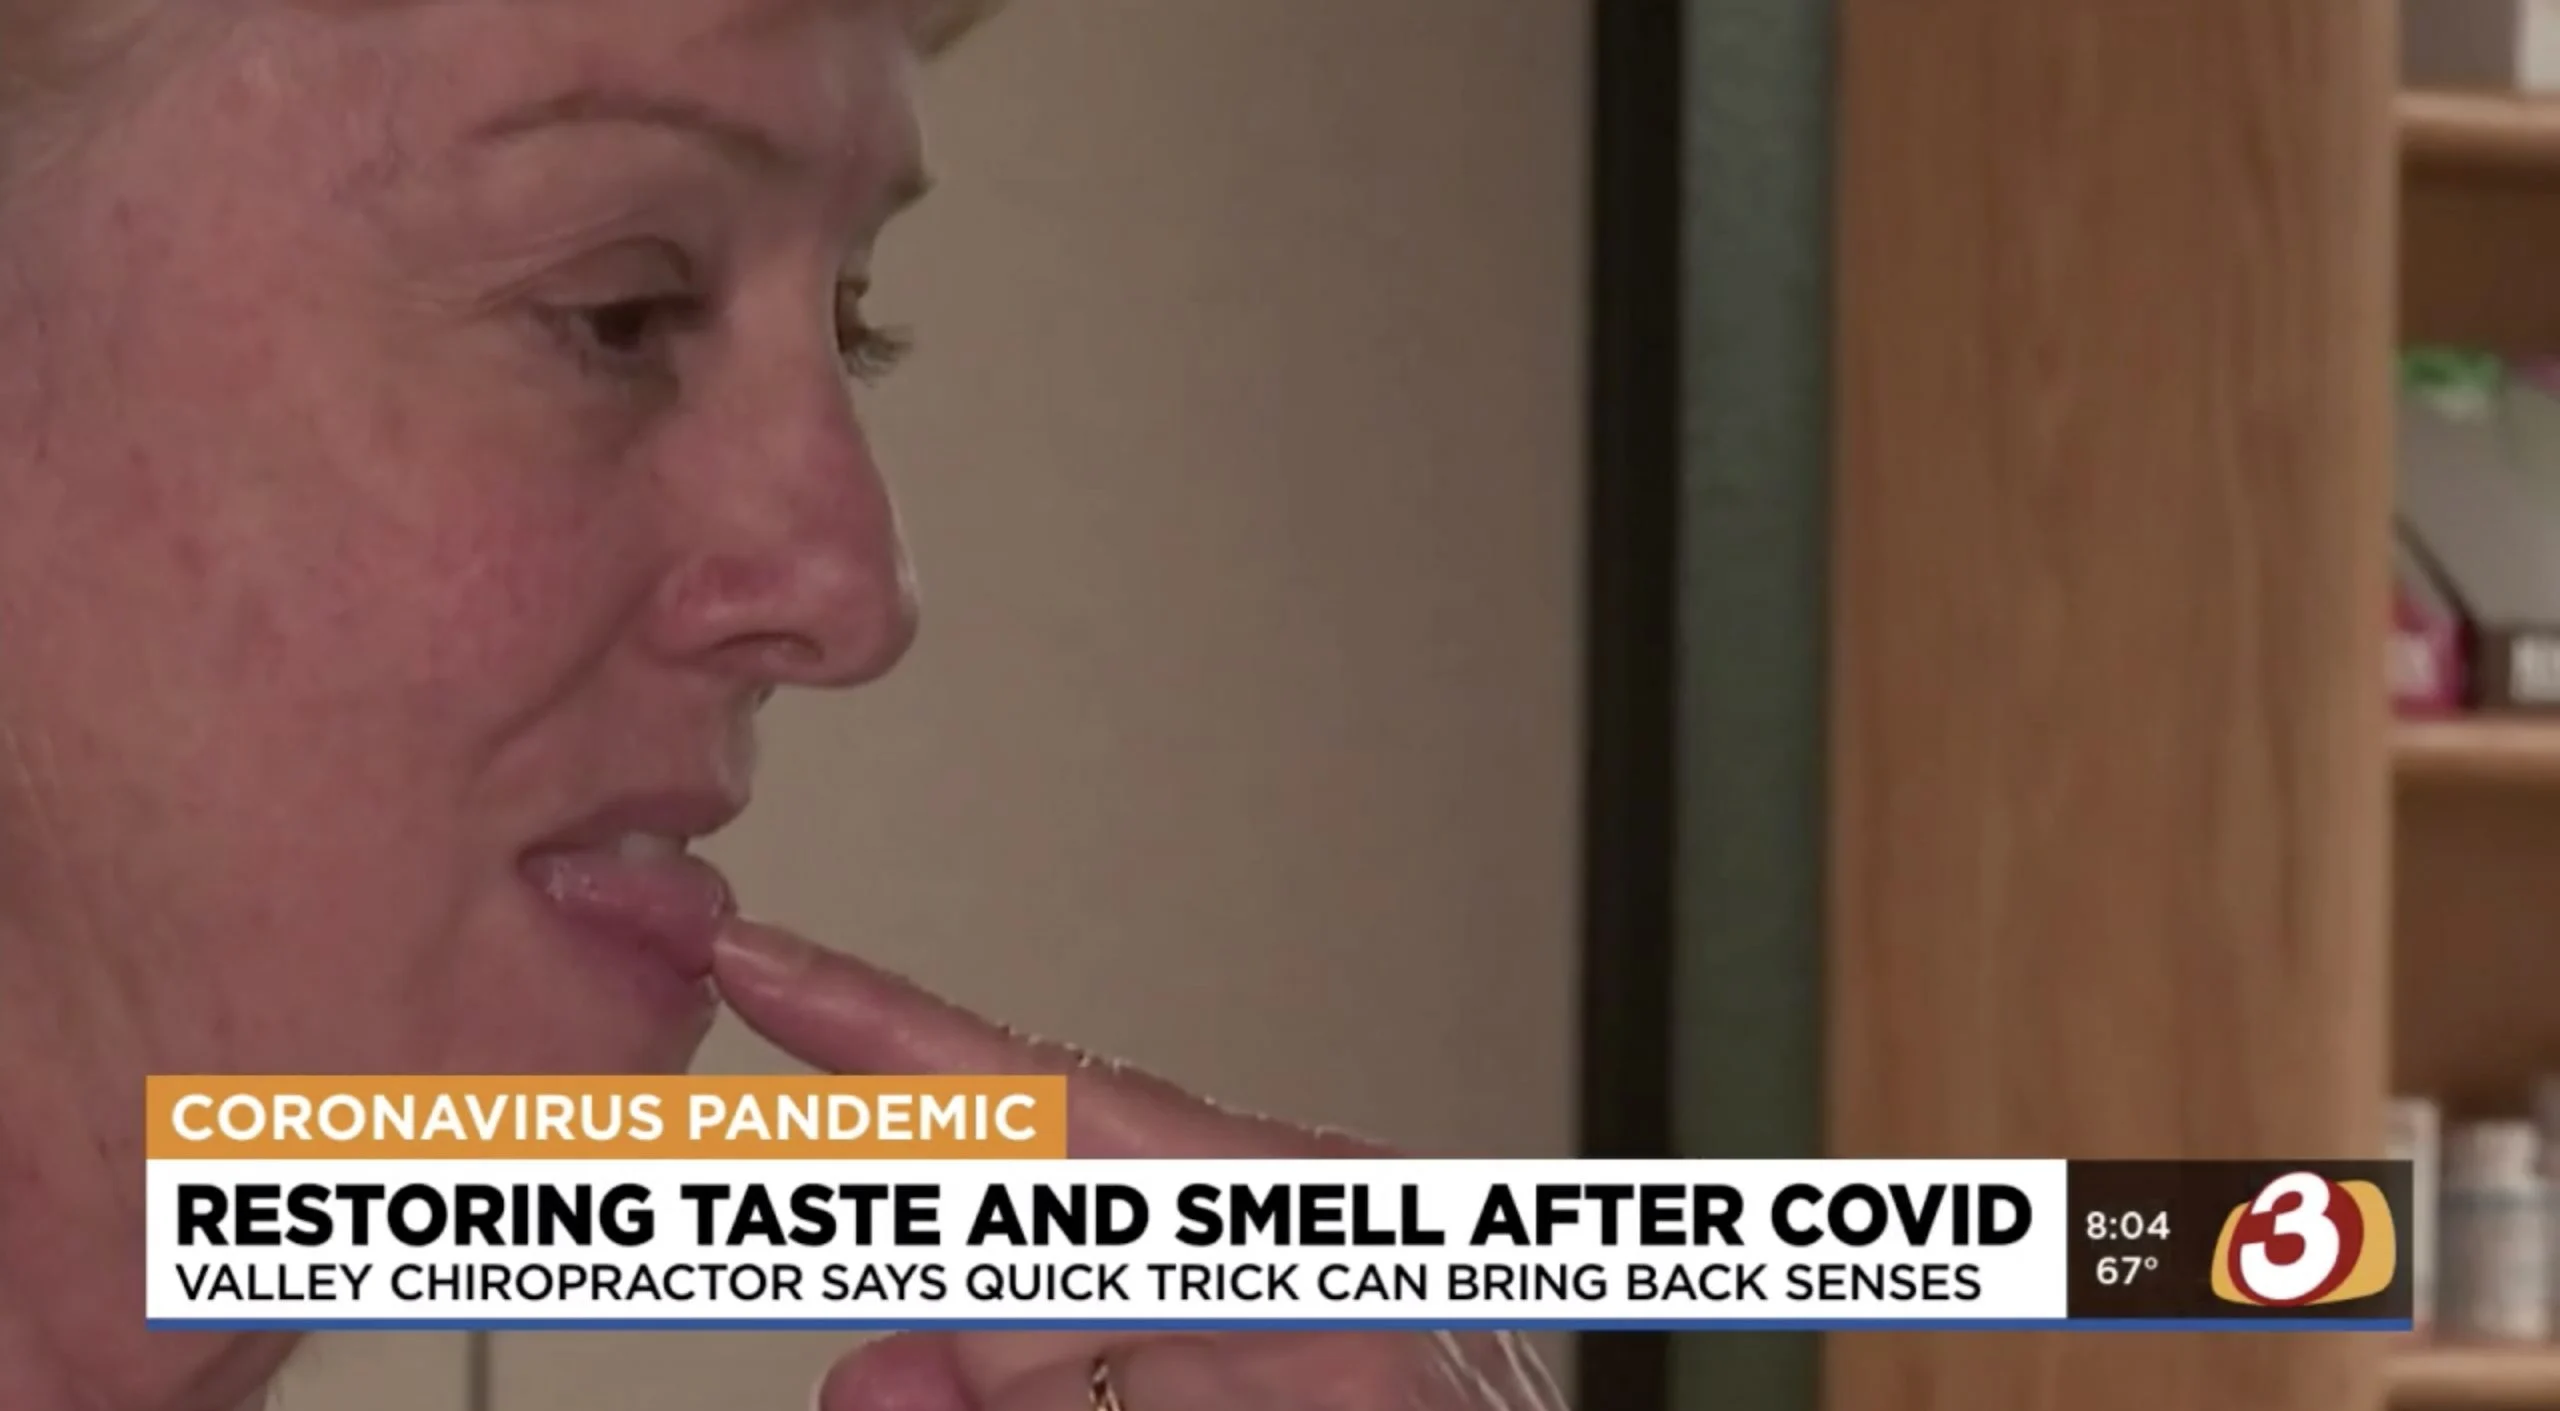 CORONAVIRUS PANDEMIC
RESTORING TASTE AND SMELL AFTER COVID
VALLEY CHIROPRACTOR SAYS QUICK TRICK CAN BRING BACK SENSES
8:04
67°
3